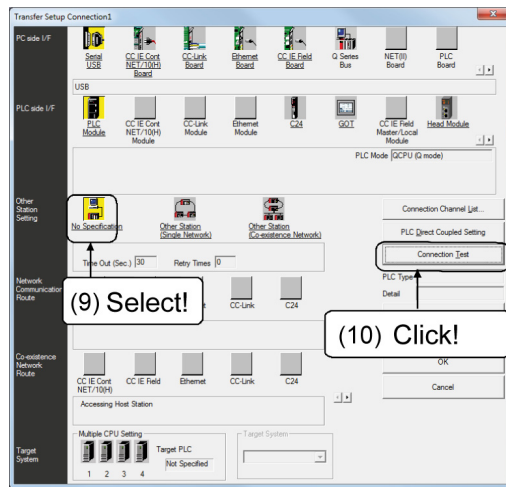 Transfer Setup Connection1
PC side I/F
Serial USB
CC IE Cont NET/10(H) Board
CC-Link Board
Ethernet Board
CC IE Field Board
Q Series Bus
NET(II) Board
PLC Board
USB
PLC side I/F
PLC Module
CC IE Cont NET/10(H) Module
CC-Link Module
Ethernet Module
C24
GOT
CC IE Field Master/Local Module
Head Module
PLC Mode QCPU (Q mode)
Other Station Setting
No Specification
Other Station (Single Network)
Other Station (Co-existence Network)
Connection Channel List...
PLC Direct Coupled Setting
Time Out (Sec.) 30 Retry Times 0
Connection Test
Network Communication Route
(9) Select!
CC-Link
C24
PLC Type
Detail
(10) Click!
OK
Cancel
Co-existence Network Route
CC IE Cont NET/10(H)
CC IE Field
Ethernet
CC-Link
C24
Accessing Host Station
Target System
Multiple CPU Setting
1 2 3 4
Target PLC
Not Specified
Target System